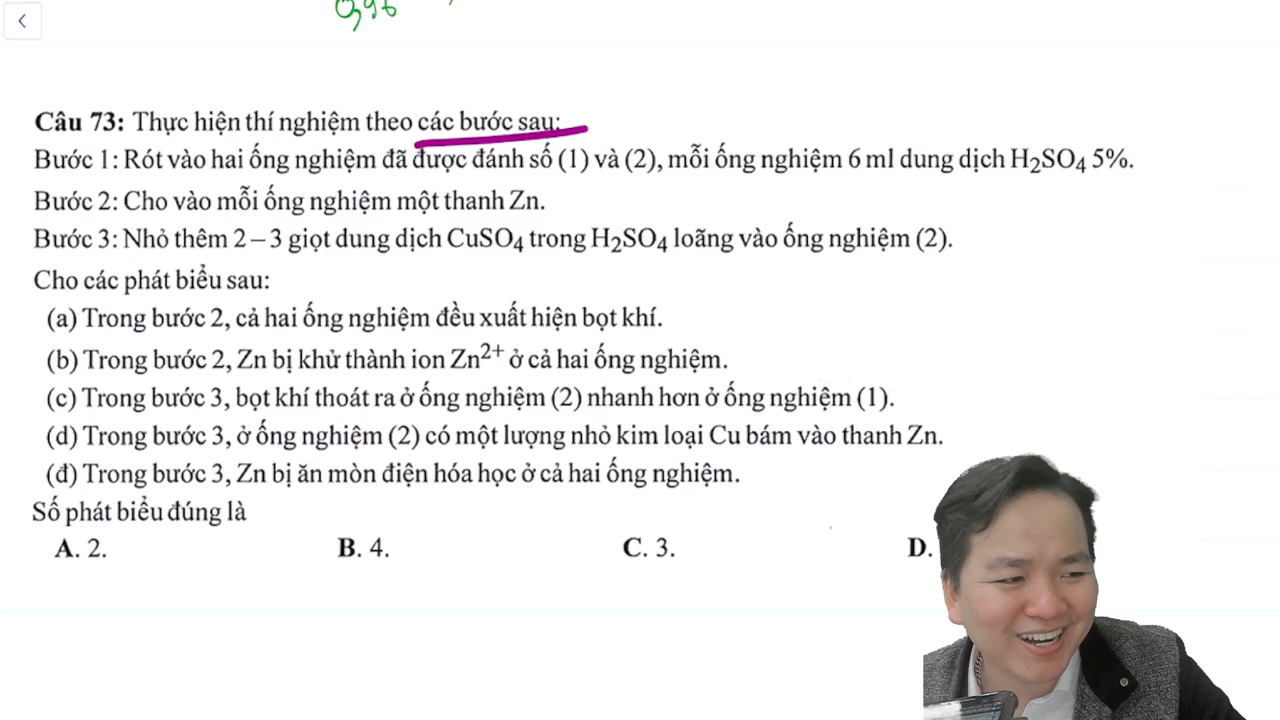 0,96
Câu 73: Thực hiện thí nghiệm theo các bước sau:
Bước 1: Rót vào hai ống nghiệm đã được đánh số (1) và (2), mỗi ống nghiệm 6 ml dung dịch H₂SO₄ 5%.
Bước 2: Cho vào mỗi ống nghiệm một thanh Zn.
Bước 3: Nhỏ thêm 2 – 3 giọt dung dịch CuSO₄ trong H₂SO₄ loãng vào ống nghiệm (2).
Cho các phát biểu sau:
(a) Trong bước 2, cả hai ống nghiệm đều xuất hiện bọt khí.
(b) Trong bước 2, Zn bị khử thành ion Zn²⁺ ở cả hai ống nghiệm.
(c) Trong bước 3, bọt khí thoát ra ở ống nghiệm (2) nhanh hơn ở ống nghiệm (1).
(d) Trong bước 3, ở ống nghiệm (2) có một lượng nhỏ kim loại Cu bám vào thanh Zn.
(đ) Trong bước 3, Zn bị ăn mòn điện hóa học ở cả hai ống nghiệm.
Số phát biểu đúng là
A. 2. B. 4. C. 3. D.